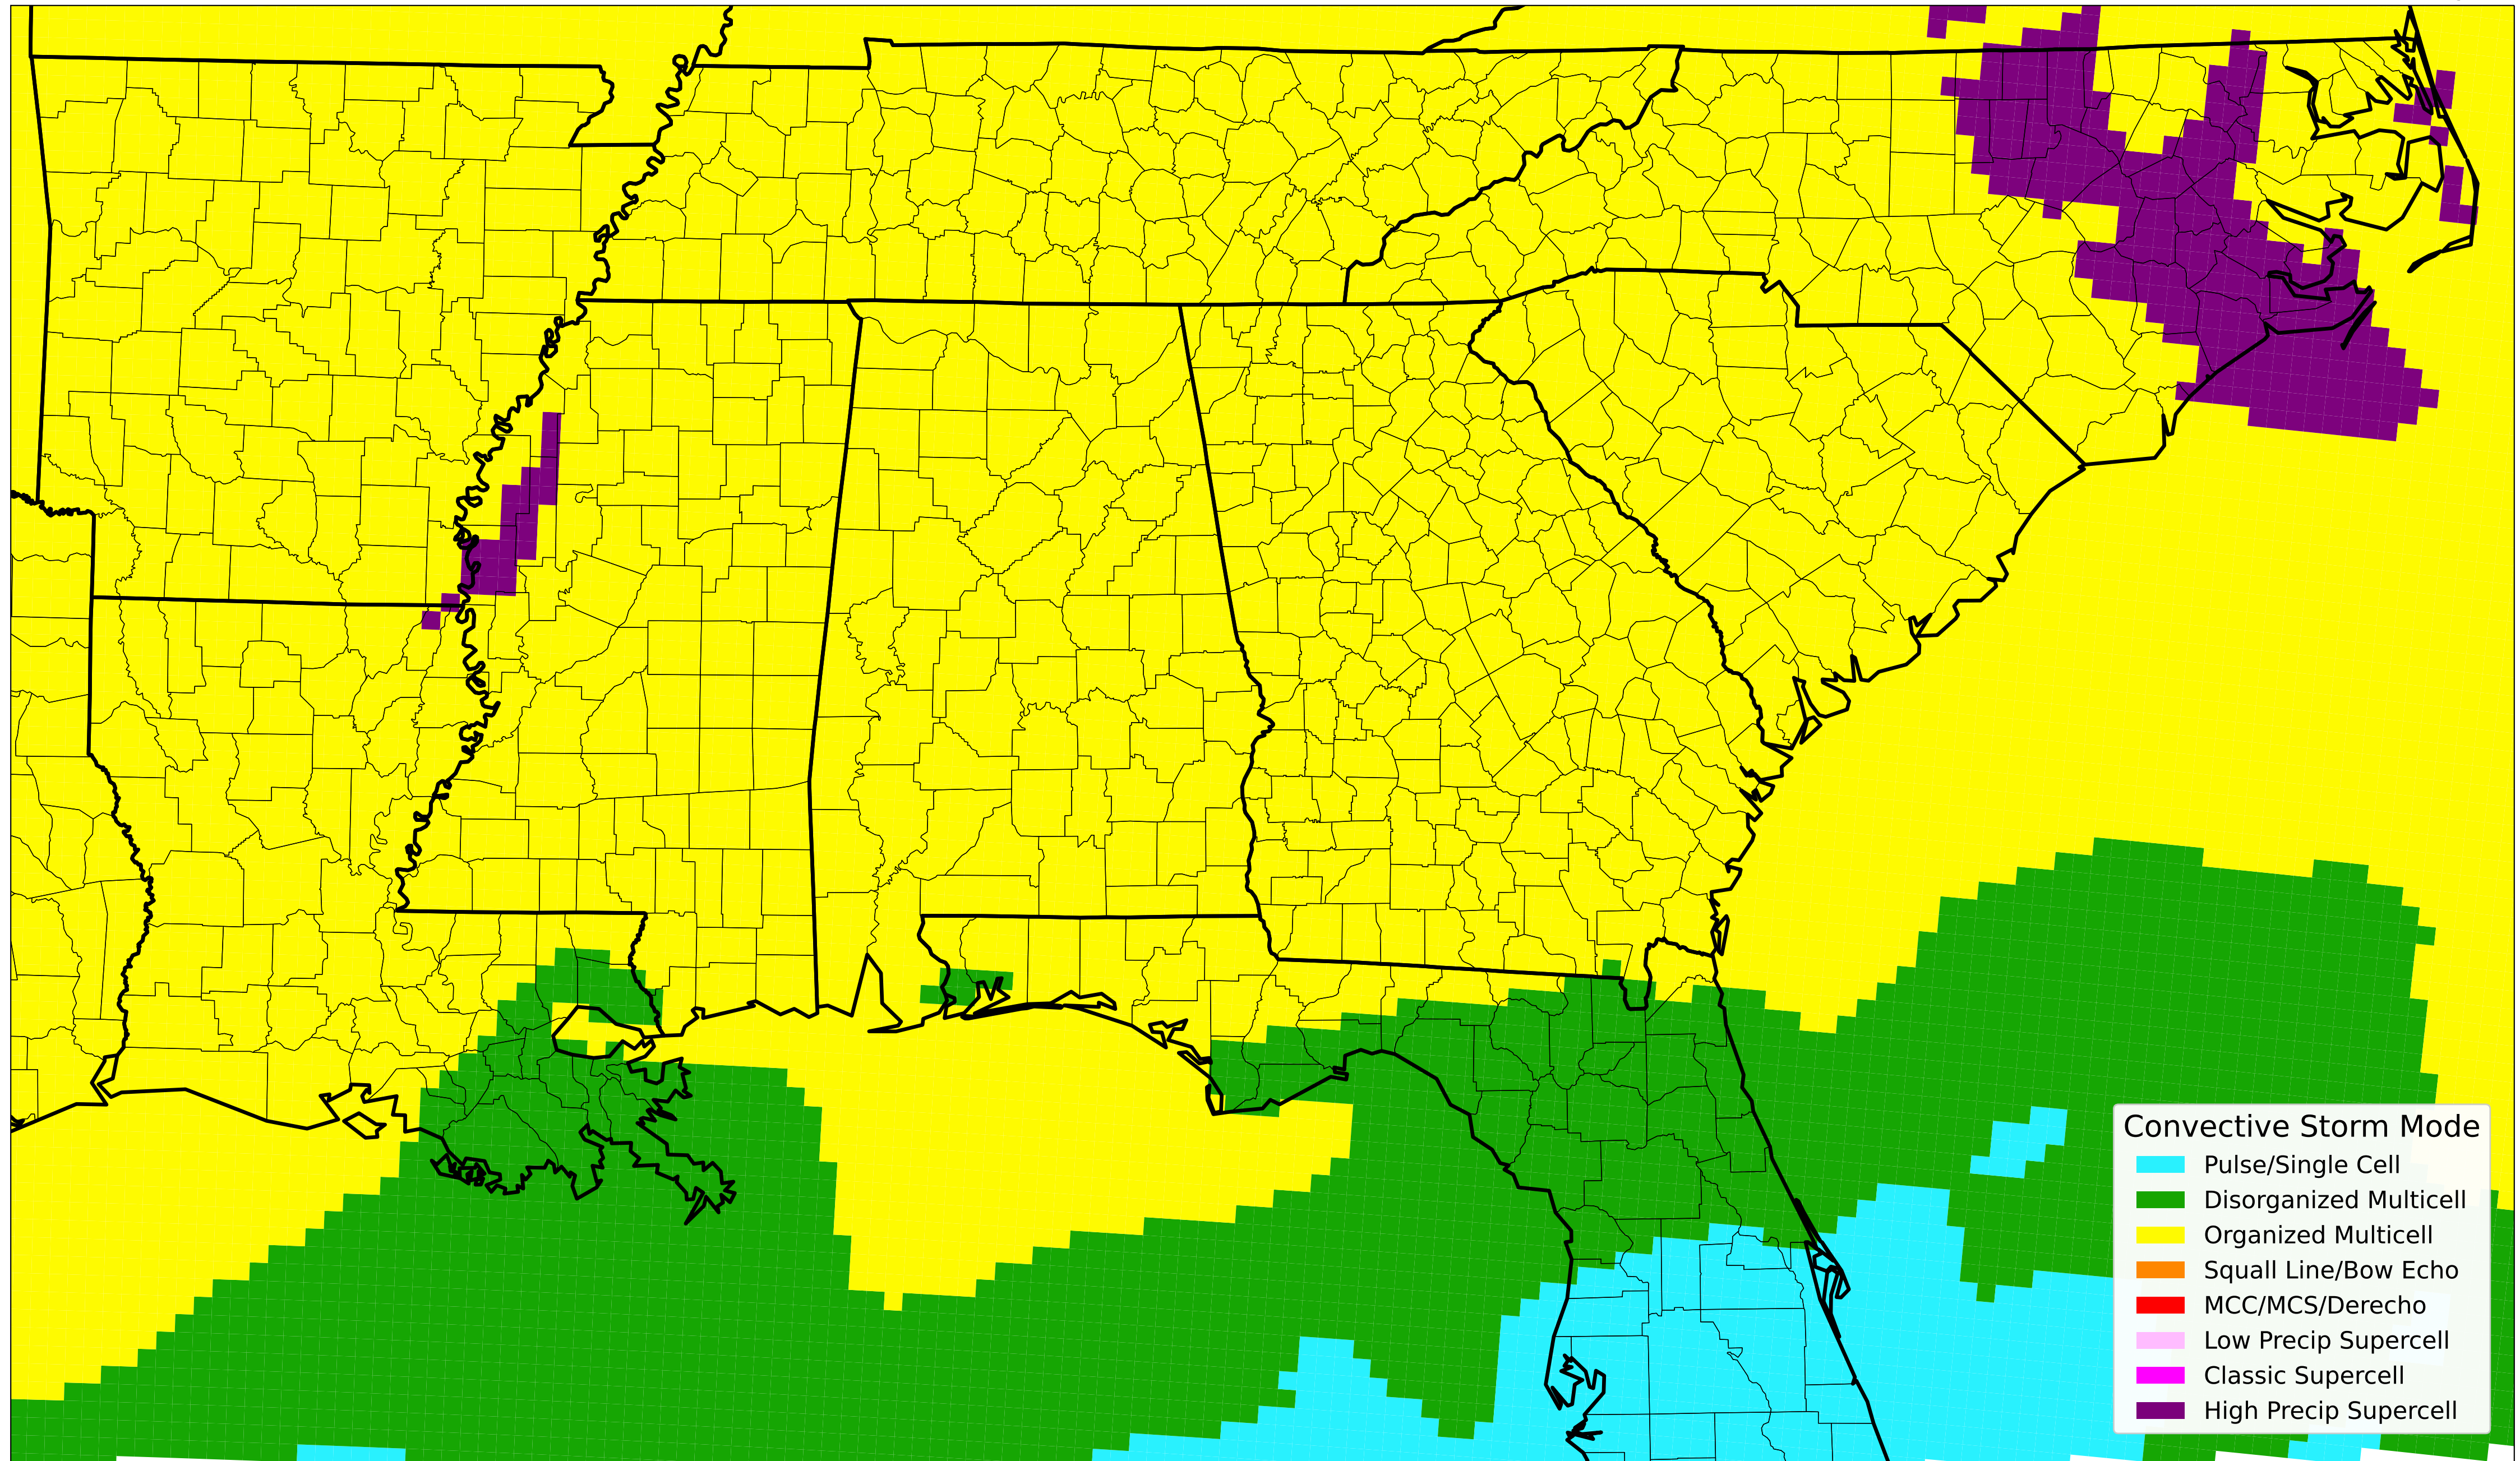 Convective Storm Mode
Pulse/Single Cell
Disorganized Multicell
Organized Multicell
Squall Line/Bow Echo
MCC/MCS/Derecho
Low Precip Supercell
Classic Supercell
High Precip Supercell